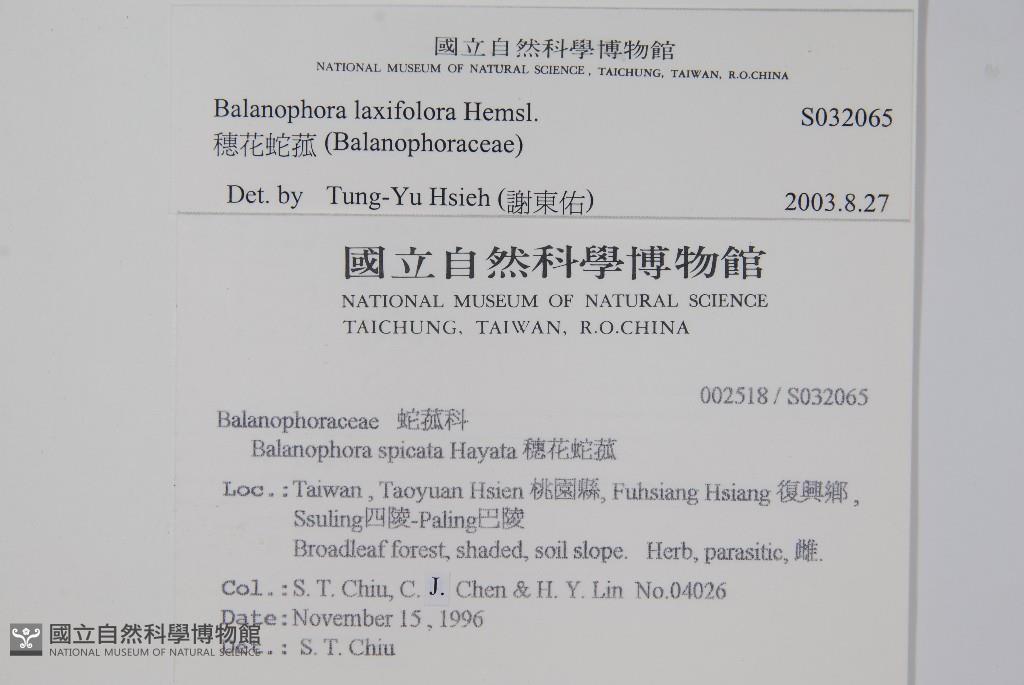 國立自然科學博物館
NATIONAL MUSEUM OF NATURAL SCIENCE, TAICHUNG, TAIWAN, R.O.CHINA
Balanophora laxifolora Hemsl. S032065
穗花蛇菰 (Balanophoraceae)
Det. by Tung-Yu Hsieh (謝東佑) 2003.8.27
國立自然科學博物館
NATIONAL MUSEUM OF NATURAL SCIENCE
TAICHUNG, TAIWAN, R.O.CHINA
002518 / S032065
Balanophoraceae 蛇菰科
Balanophora spicata Hayata 穗花蛇菰
Loc.: Taiwan, Taoyuan Hsien 桃園縣, Fuhsiang Hsiang 復興鄉,
Ssuling四陵-Paling巴陵
Broadleaf forest, shaded, soil slope. Herb, parasitic, 雌.
Col.: S. T. Chiu, C. J. Chen & H. Y. Lin No.04026
Date: November 15, 1996
Det.: S. T. Chiu
國立自然科學博物館
NATIONAL MUSEUM OF NATURAL SCIENCE